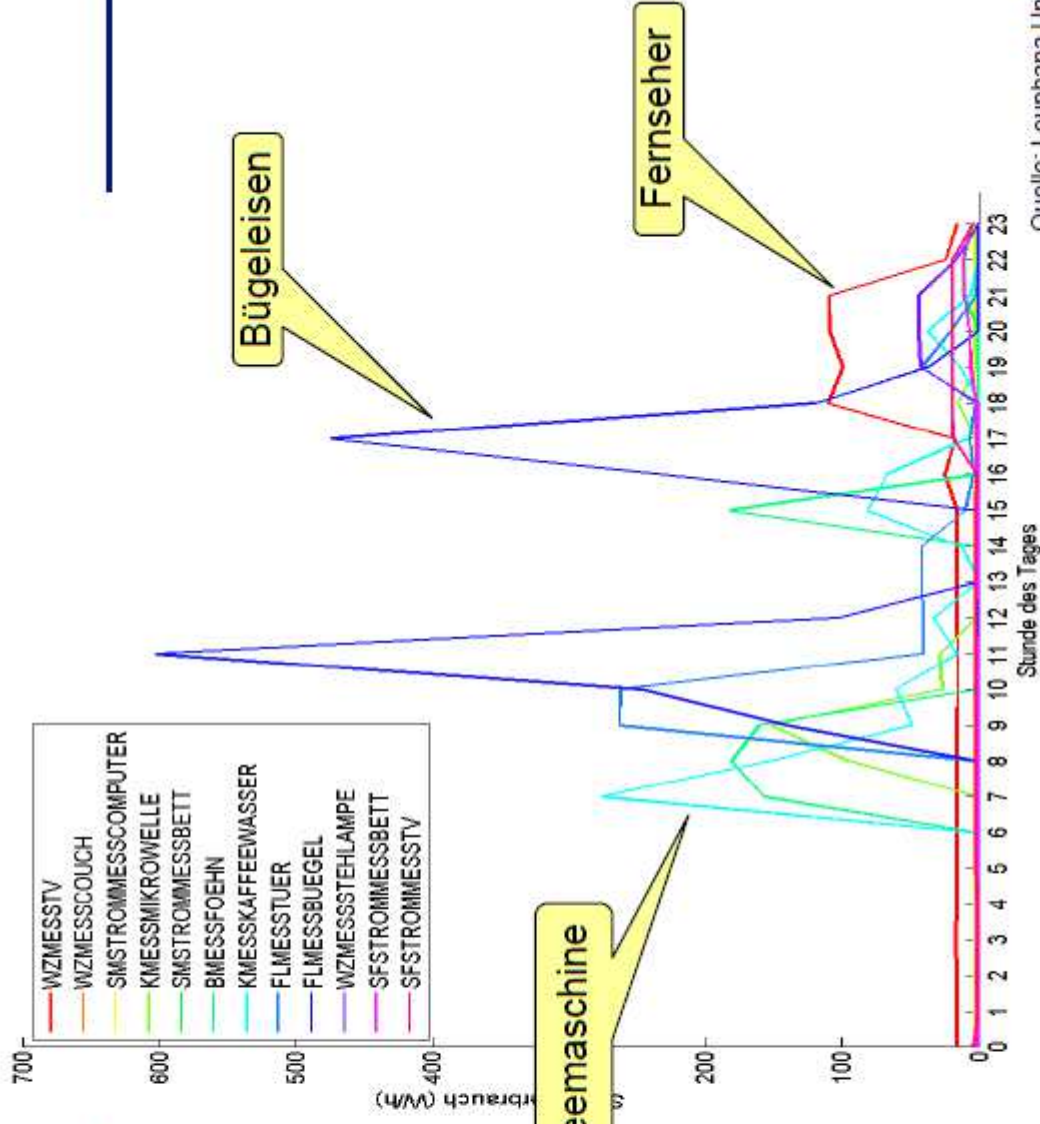 700
600
500
400
200
100
0
rbrauch (W/h)
WZMESSTV
WZMESSCOUCH
SMSTROMMESSCOMPUTER
KMESSMIKROWELLE
SMSTROMMESSBETT
BMESSFOEHN
KMESSKAFFEEWASSER
FLMESSTUER
FLMESSBUEGEL
WZMESSSTEHLAMPE
SFSTROMMESSBETT
SFSTROMMESSTV
Bügeleisen
Fernseher
eemaschine
0 1 2 3 4 5 6 7 8 9 10 11 12 13 14 15 16 17 18 19 20 21 22 23
Stunde des Tages